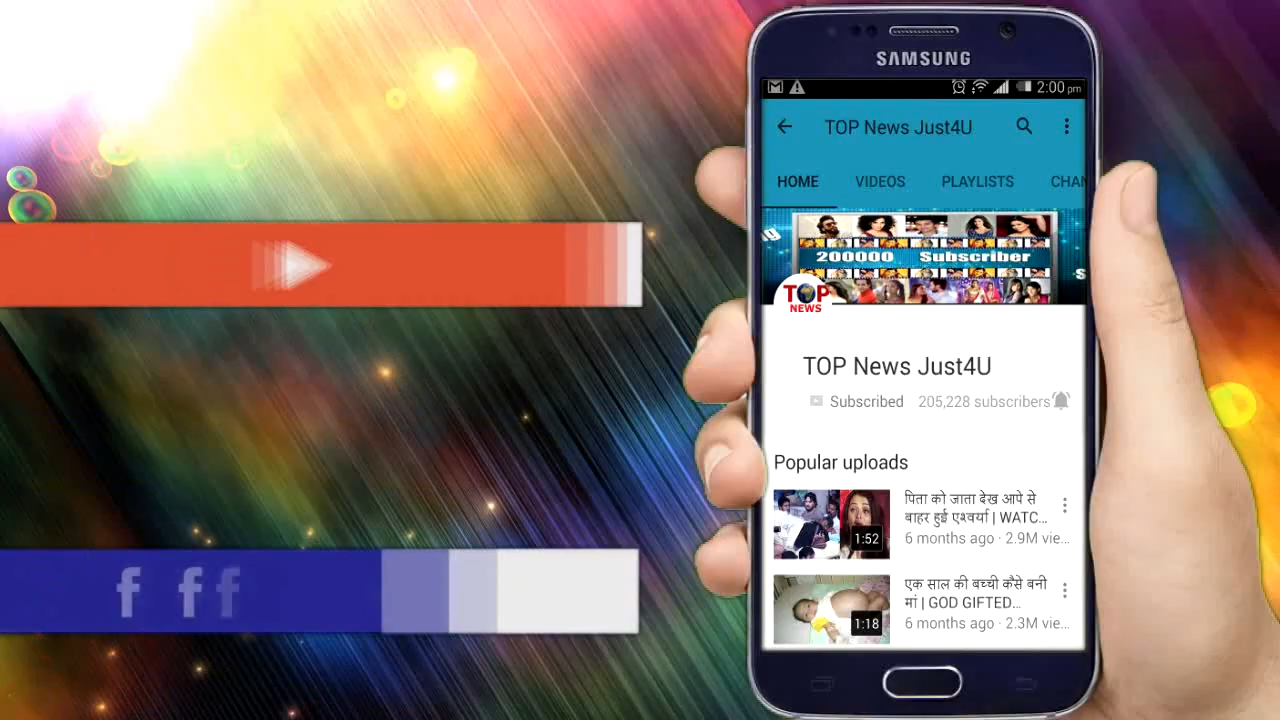 SAMSUNG
2:00 pm
TOP News Just4U
HOME VIDEOS PLAYLISTS CHAN
200000 Subscriber
TOP
NEWS
TOP News Just4U
Subscribed 205,228 subscribers
Popular uploads
पिता को जाता देख आपे से
बाहर हुई एश्वर्या | WATC...
6 months ago · 2.9M vie...
1:52
एक साल की बच्ची कैसे बनी
मां | GOD GIFTED...
6 months ago · 2.3M vie...
1:18
f f f